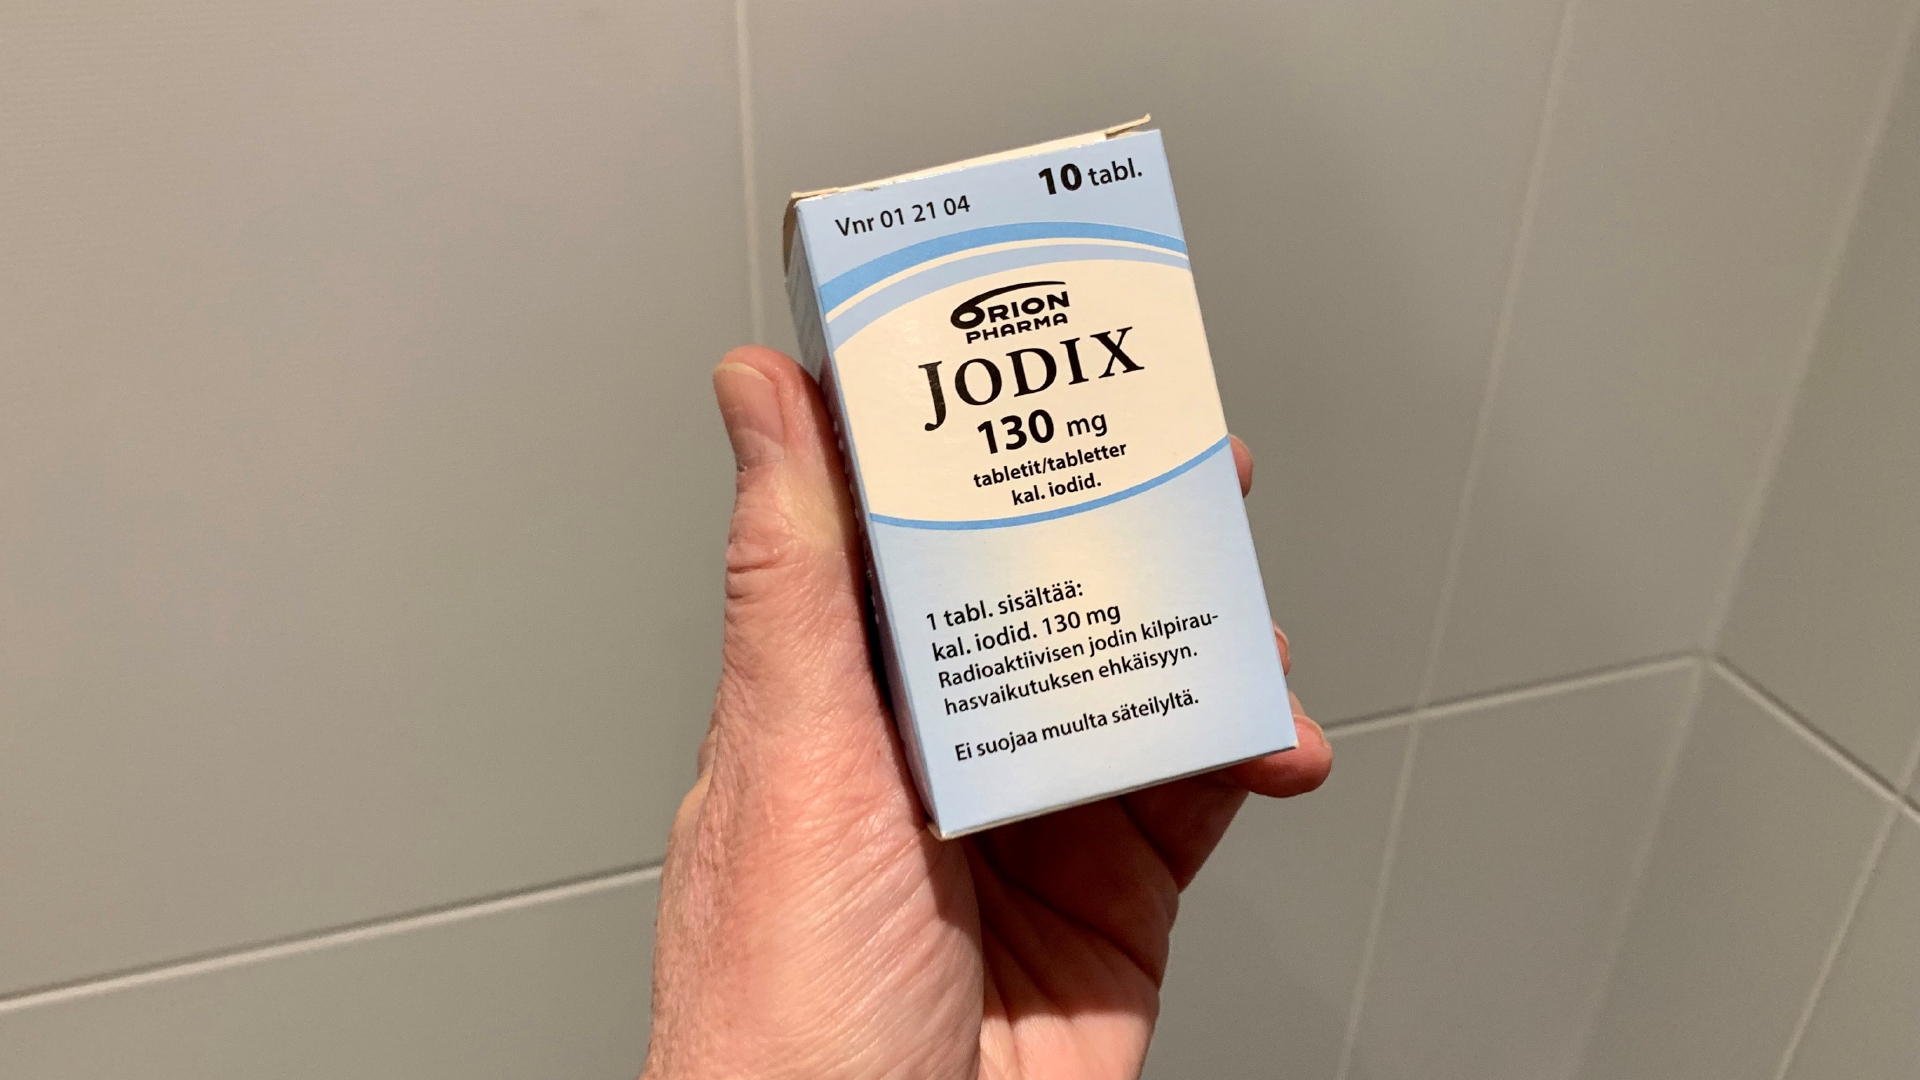 Vnr 01 21 04
10 tabl.
ORION
PHARMA
JODIX
130 mg
tabletit/tabletter
kal. iodid.
1 tabl. sisältää:
kal. iodid. 130 mg
Radioaktiivisen jodin kilpirau-
hasvaikutuksen ehkäisyyn.
Ei suojaa muulta säteilyltä.